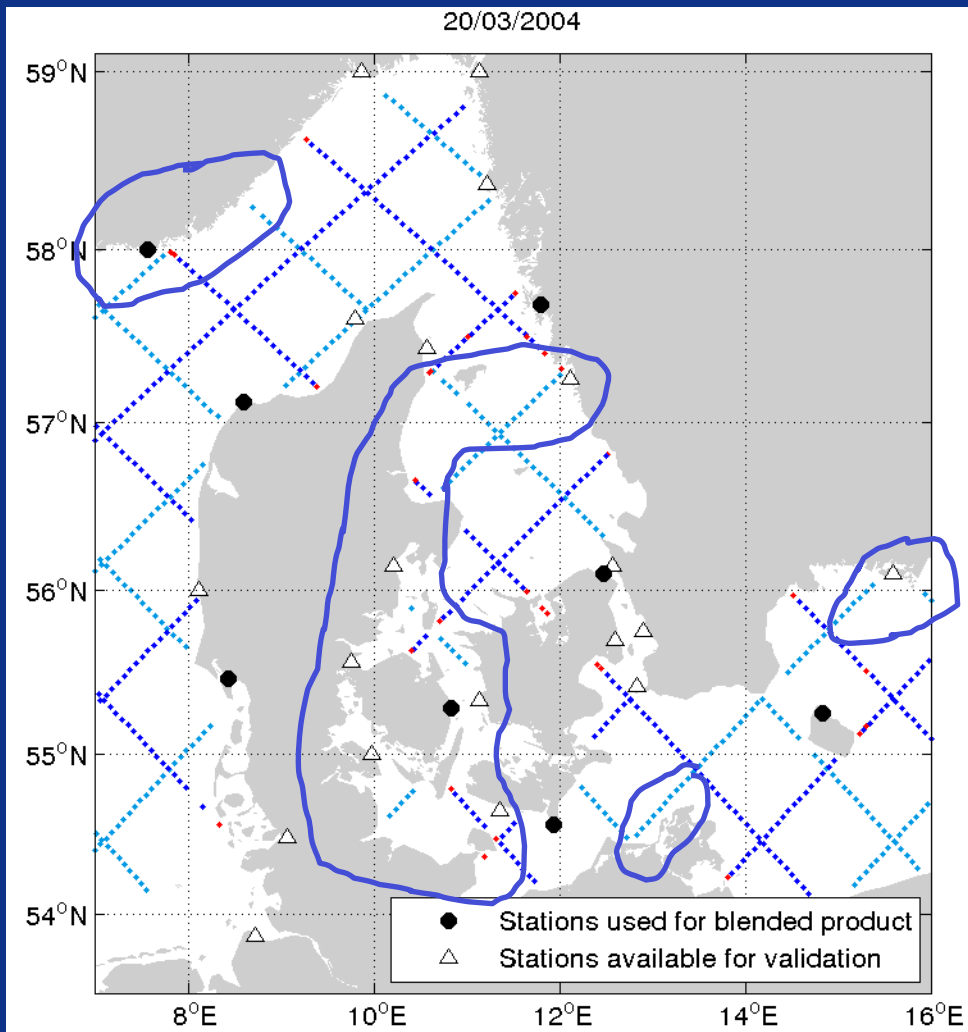 20/03/2004
59°N
58°N
57°N
56°N
55°N
54°N
Stations used for blended product
Stations available for validation
8°E
10°E
12°E
14°E
16°E